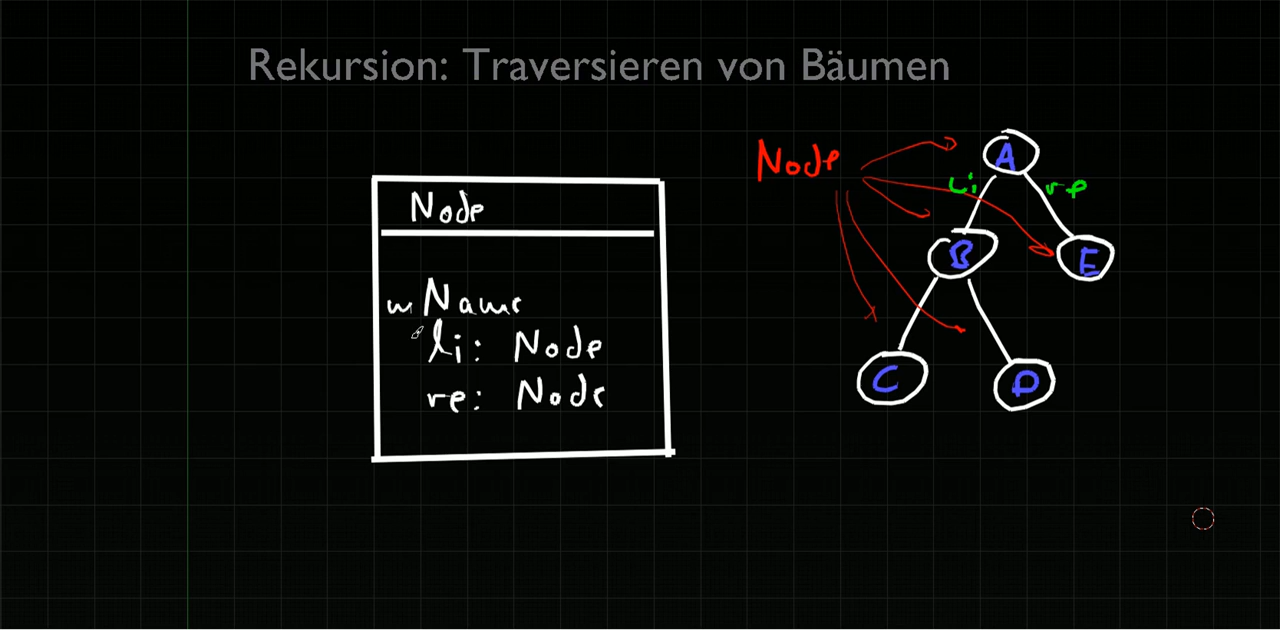 Rekursion: Traversieren von Bäumen
Node
Name
li: Node
re: Node
Node
A
li
re
B
E
C
D